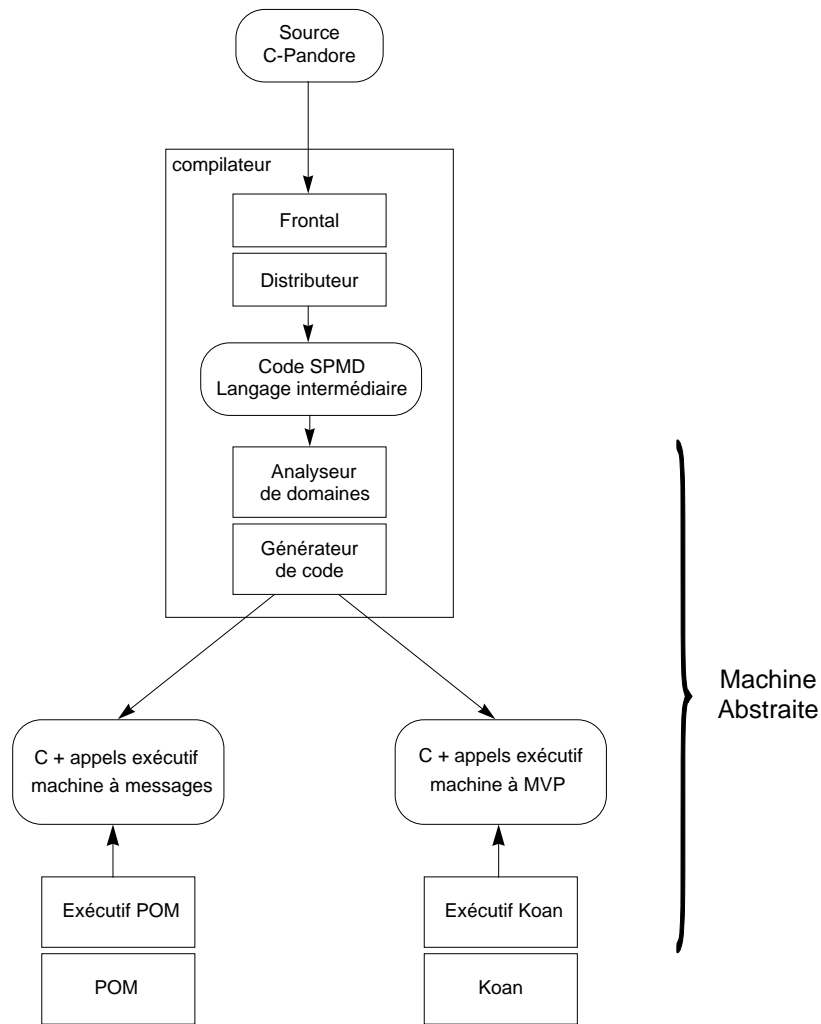 Source
C-Pandore
compilateur
Frontal
Distributeur
Code SPMD
Langage intermédiaire
Analyseur
de domaines
Générateur
de code
Machine
Abstraite
C + appels exécutif
machine à messages
C + appels exécutif
machine à MVP
Exécutif POM
Exécutif Koan
POM
Koan